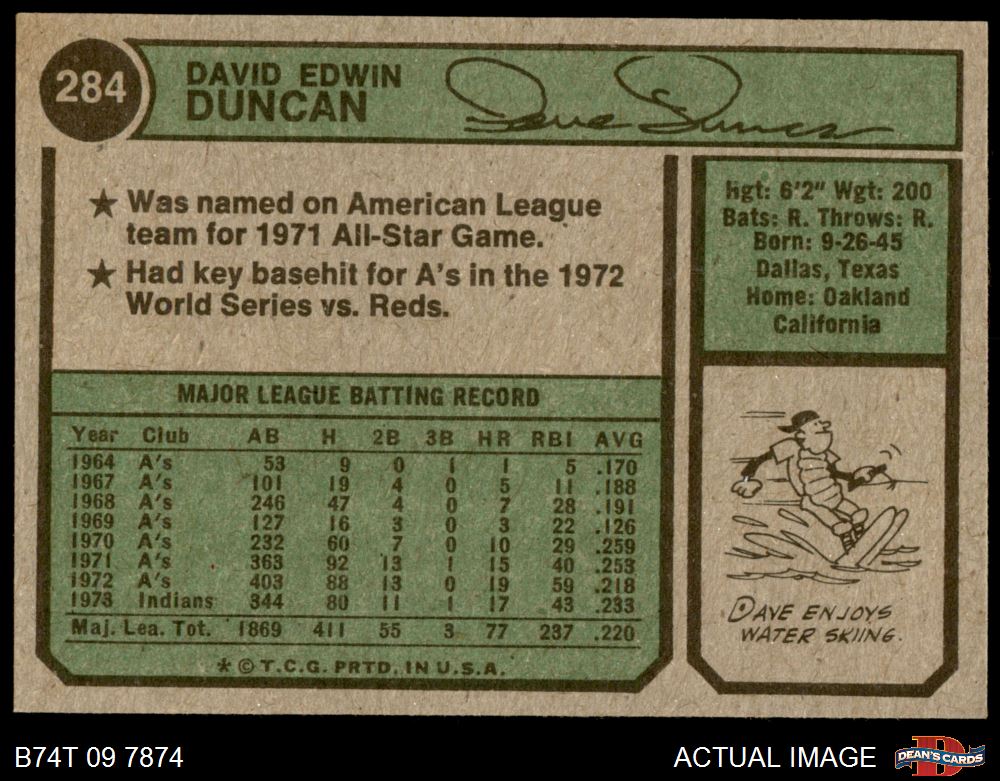 284
DAVID EDWIN
DUNCAN
Dave Duncan
★ Was named on American League
team for 1971 All-Star Game.
★ Had key basehit for A's in the 1972
World Series vs. Reds.
Hgt: 6'2" Wgt: 200
Bats: R. Throws: R.
Born: 9-26-45
Dallas, Texas
Home: Oakland
California
MAJOR LEAGUE BATTING RECORD
Year Club AB H 2B 3B HR RBI AVG
1964 A's 53 9 0 1 1 5 .170
1967 A's 101 19 4 0 5 11 .188
1968 A's 246 47 4 0 7 28 .191
1969 A's 127 16 3 0 3 22 .126
1970 A's 232 60 7 0 10 29 .259
1971 A's 363 92 13 1 15 40 .253
1972 A's 403 88 13 0 19 59 .218
1973 Indians 344 80 11 1 17 43 .233
Maj. Lea. Tot. 1869 411 55 3 77 237 .220
* © T.C.G. PRTD. IN U.S.A.
DAVE ENJOYS
WATER SKIING.
B74T 09 7874
ACTUAL IMAGE
D
DEAN'S CARDS